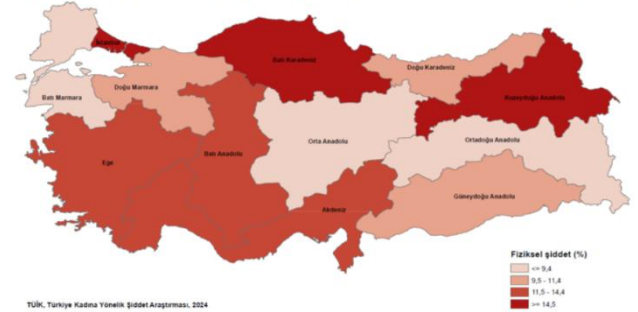 İstanbul
Batı Karadeniz
Doğu Karadeniz
Batı Marmara
Doğu Marmara
Kuzeydoğu Anadolu
Orta Anadolu
Ortadoğu Anadolu
Ege
Batı Anadolu
Akdeniz
Güneydoğu Anadolu
Fiziksel şiddet (%)
<= 9,4
9,5 - 11,4
11,5 - 14,4
>= 14,5
TÜİK, Türkiye Kadına Yönelik Şiddet Araştırması, 2024